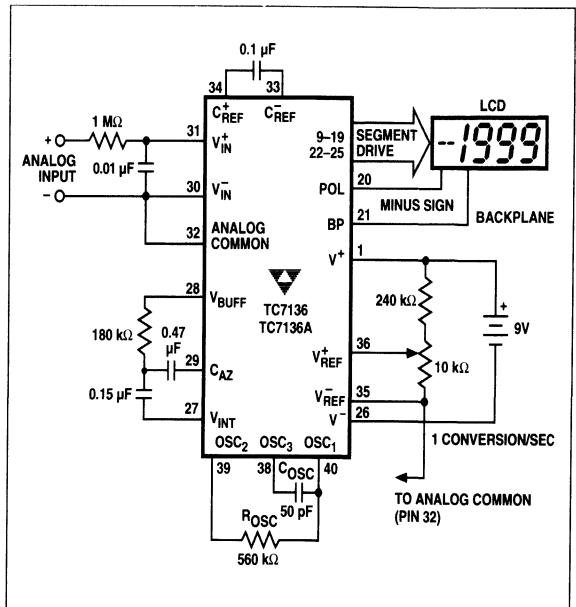 0.1 µF
34 33
C+REF C−REF
LCD
1 MΩ
+
31
V+IN
9–19
22–25
SEGMENT
DRIVE
-1999
ANALOG
INPUT
0.01 µF
–
30
V−IN
20
POL
MINUS SIGN
32
ANALOG
COMMON
21
BP
BACKPLANE
1
V+
28
VBUFF
TC7136
TC7136A
240 kΩ
+
9V
180 kΩ
0.47
µF
29
CAZ
36
V+REF
10 kΩ
0.15 µF
27
VINT
35
V−REF
26
V−
1 CONVERSION/SEC
OSC2 OSC3 OSC1
39 38 COSC 40
50 pF
TO ANALOG COMMON
(PIN 32)
ROSC
560 kΩ